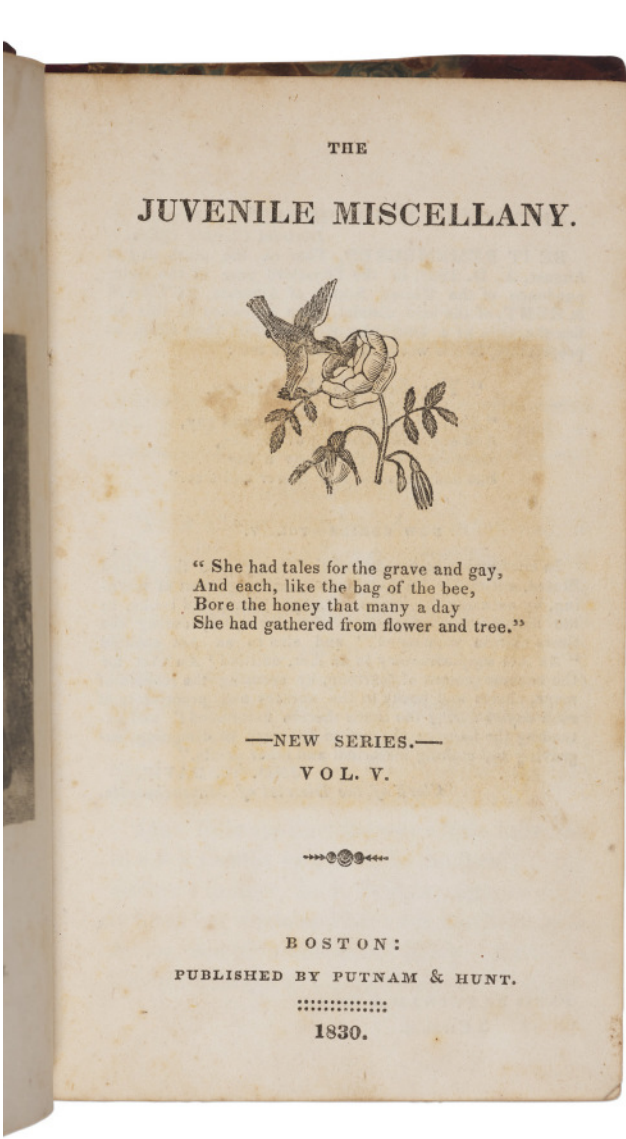 THE
JUVENILE MISCELLANY.
“ She had tales for the grave and gay,
And each, like the bag of the bee,
Bore the honey that many a day
She had gathered from flower and tree.”
—NEW SERIES.—
VOL. V.
BOSTON:
PUBLISHED BY PUTNAM & HUNT.
1830.